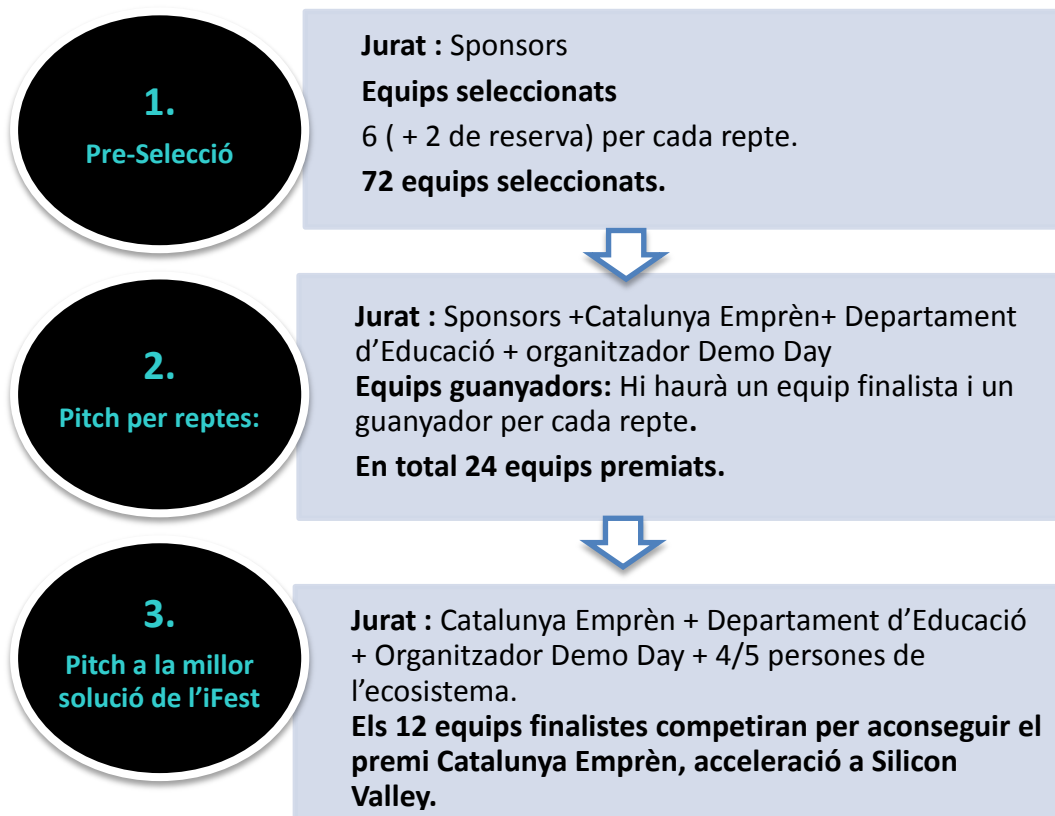 1.
Pre-Selecció
Jurat : Sponsors
Equips seleccionats
6 ( + 2 de reserva) per cada repte.
72 equips seleccionats.
2.
Pitch per reptes:
Jurat : Sponsors +Catalunya Emprèn+ Departament
d’Educació + organitzador Demo Day
Equips guanyadors: Hi haurà un equip finalista i un
guanyador per cada repte.
En total 24 equips premiats.
3.
Pitch a la millor
solució de l’iFest
Jurat : Catalunya Emprèn + Departament d’Educació
+ Organitzador Demo Day + 4/5 persones de
l’ecosistema.
Els 12 equips finalistes competiran per aconseguir el
premi Catalunya Emprèn, acceleració a Silicon
Valley.